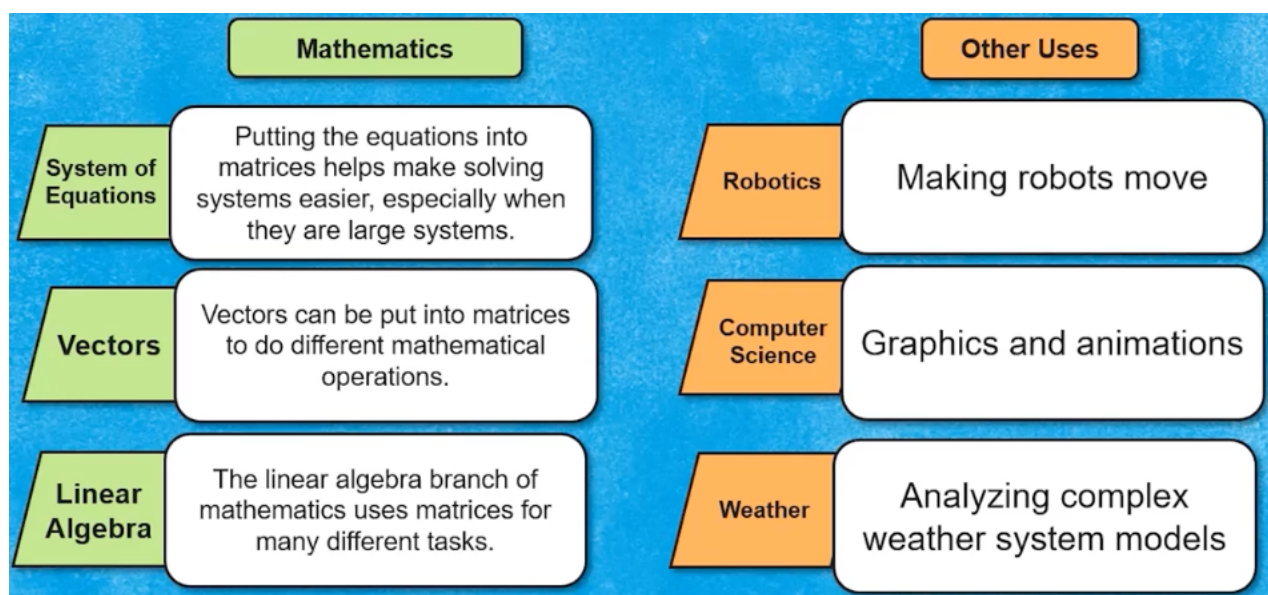 Mathematics
System of
Equations
Putting the equations into
matrices helps make solving
systems easier, especially when
they are large systems.
Vectors
Vectors can be put into matrices
to do different mathematical
operations.
Linear
Algebra
The linear algebra branch of
mathematics uses matrices for
many different tasks.
Other Uses
Robotics
Making robots move
Computer
Science
Graphics and animations
Weather
Analyzing complex
weather system models